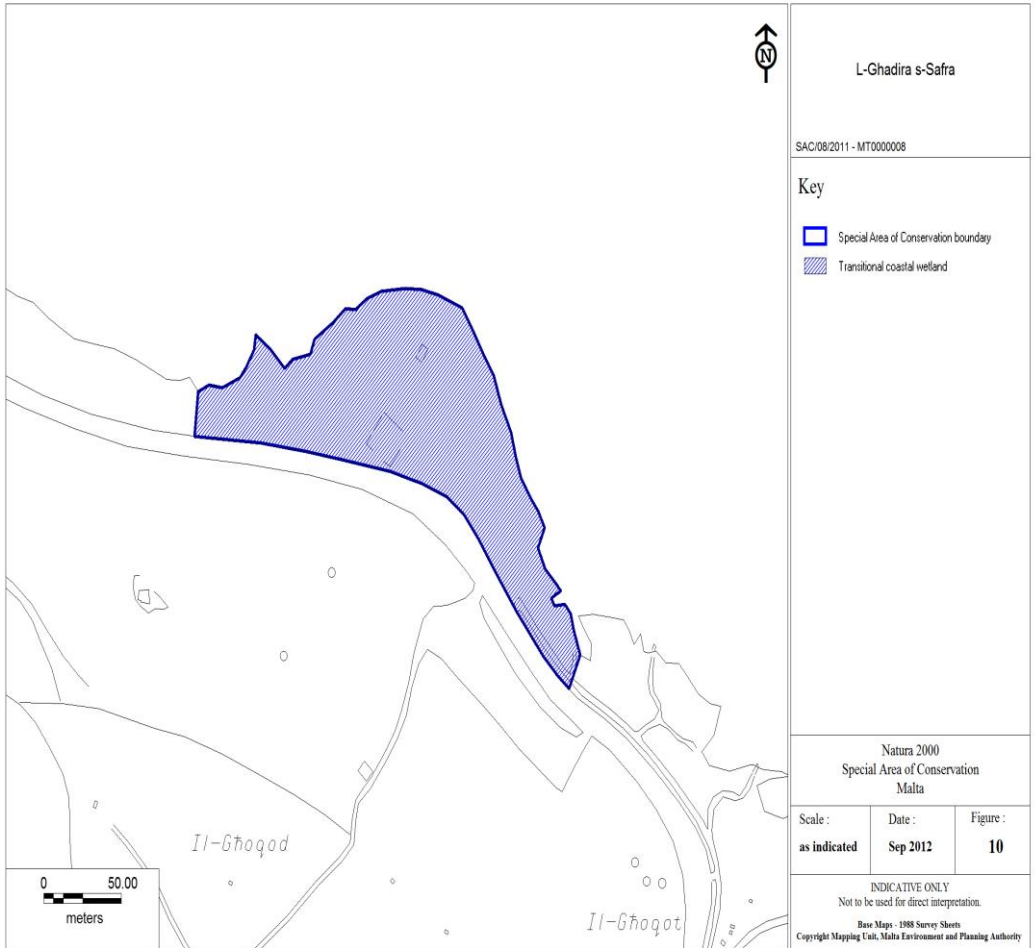 N
L-Ghadira s-Safra
SAC/08/2011 - MT0000008
Key
Special Area of Conservation boundary
Transitional coastal wetland
Il-Għoqod
Il-Għoqot
0 50.00
meters
Natura 2000
Special Area of Conservation
Malta
Scale :
as indicated
Date :
Sep 2012
Figure :
10
INDICATIVE ONLY
Not to be used for direct interpretation.
Base Maps - 1988 Survey Sheets
Copyright Mapping Unit, Malta Environment and Planning Authority